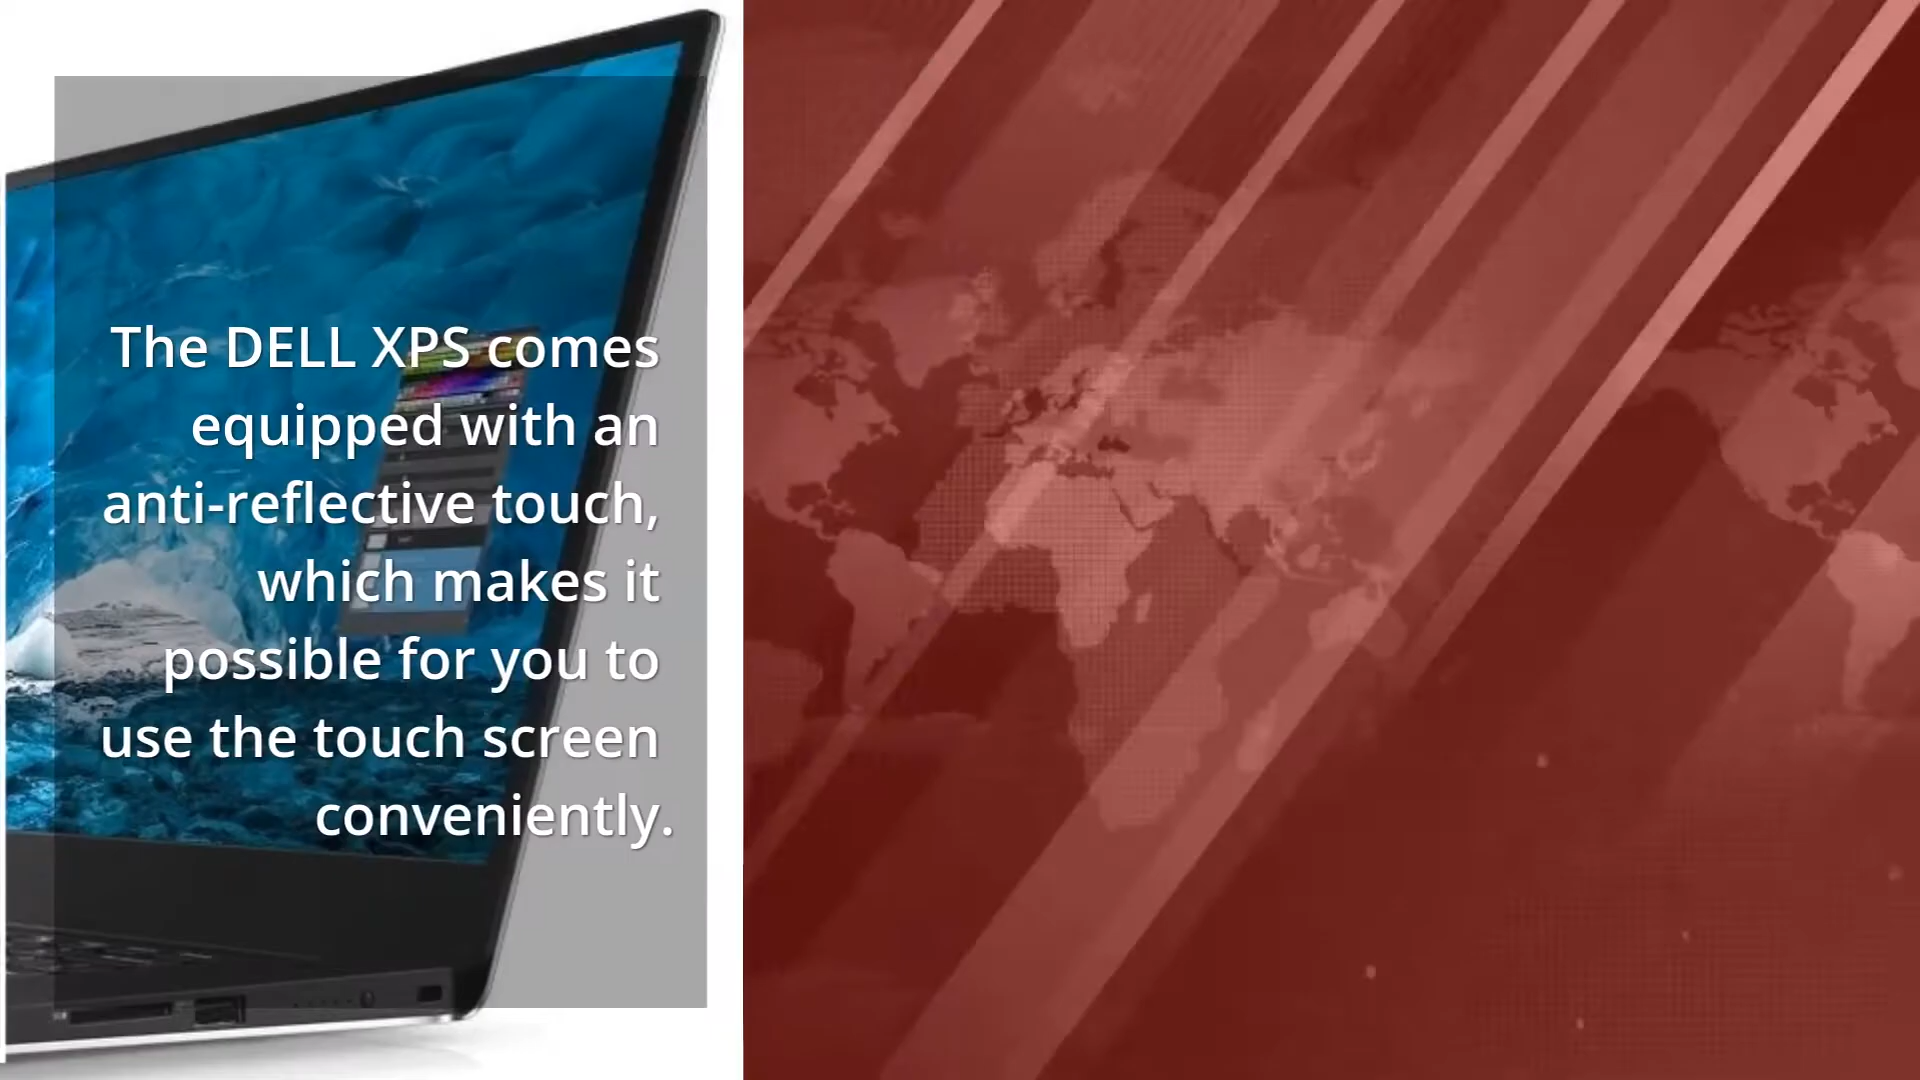 The DELL XPS comes
equipped with an
anti-reflective touch,
which makes it
possible for you to
use the touch screen
conveniently.